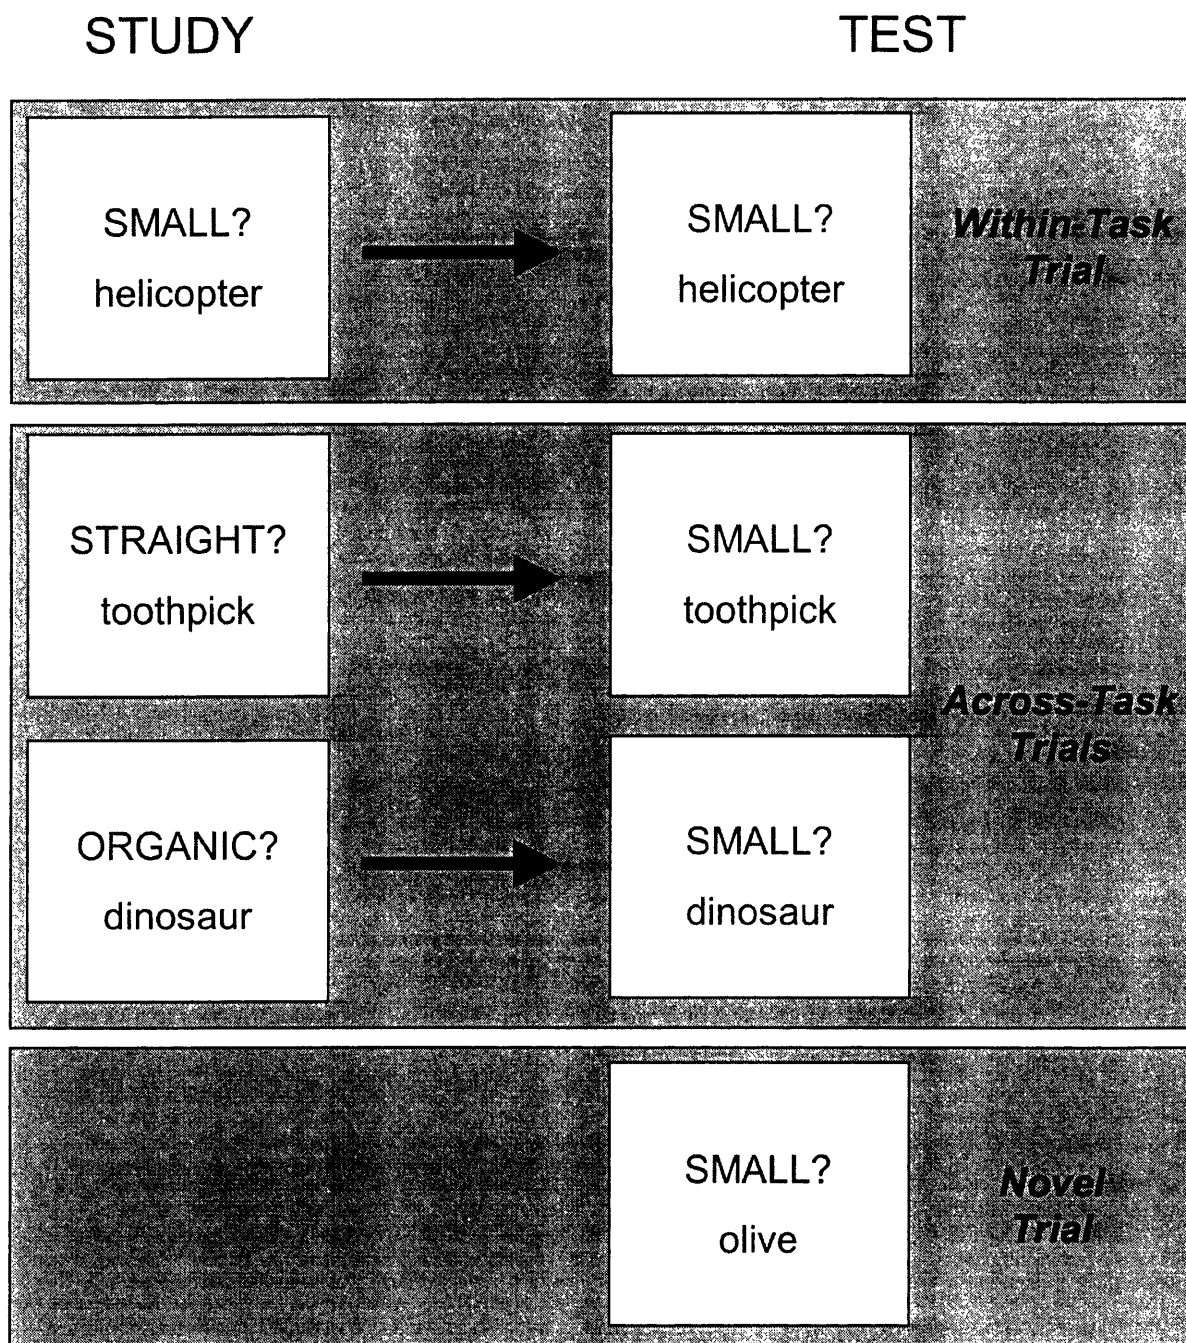 STUDY
TEST
SMALL?
helicopter
SMALL?
helicopter
Within-Task
Trial
STRAIGHT?
toothpick
SMALL?
toothpick
Across-Task
Trials
ORGANIC?
dinosaur
SMALL?
dinosaur
SMALL?
olive
Novel
Trial